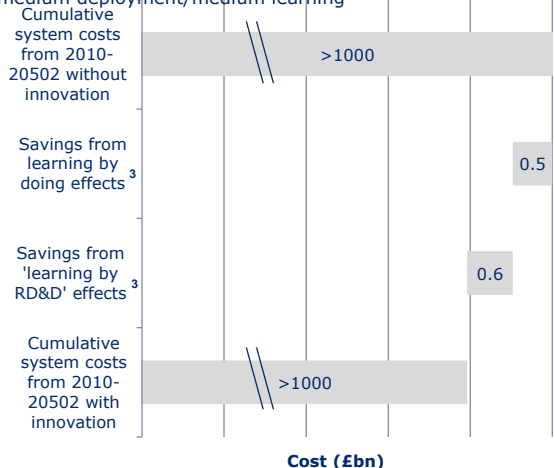 medium deployment/medium learning
Cumulative
system costs
from 2010-
20502 without
innovation
>1000
Savings from
learning by
doing effects 3
0.5
Savings from
'learning by
RD&D' effects 3
0.6
Cumulative
system costs
from 2010-
20502 with
innovation
>1000
Cost (£bn)